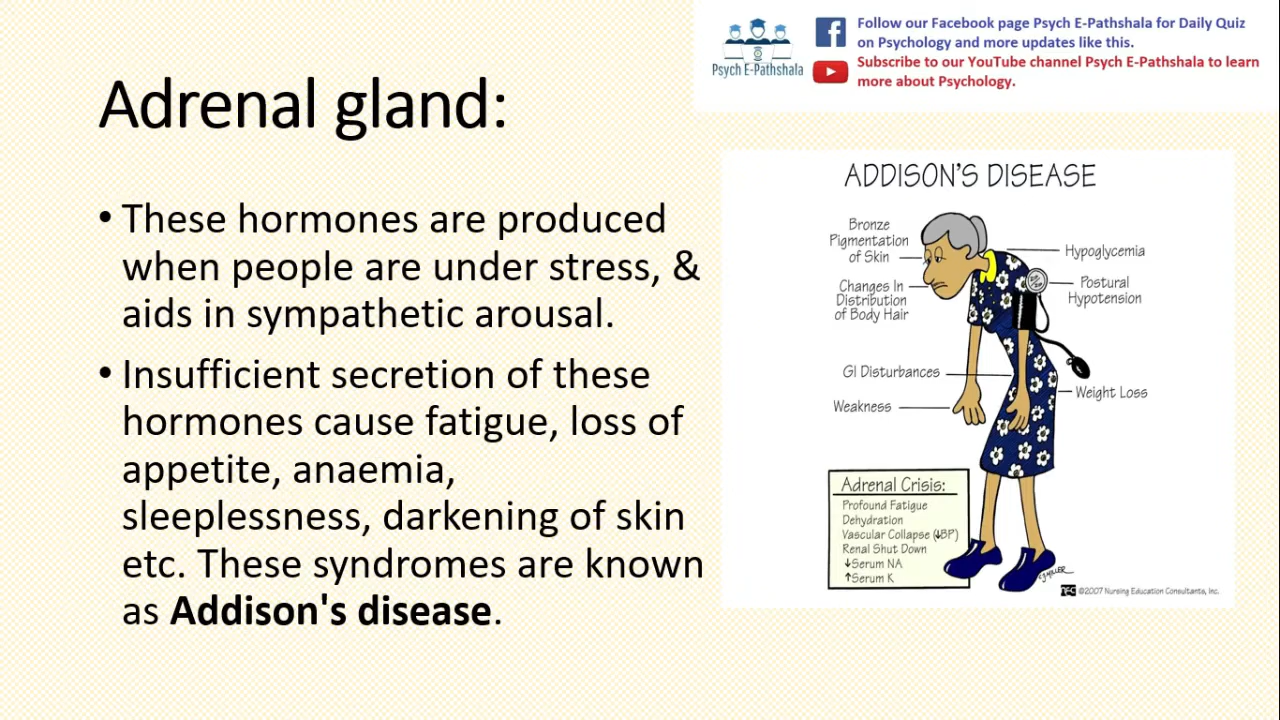 Psych E-Pathshala
Follow our Facebook page Psych E-Pathshala for Daily Quiz
on Psychology and more updates like this.
Subscribe to our YouTube channel Psych E-Pathshala to learn
more about Psychology.
Adrenal gland:
• These hormones are produced
when people are under stress, &
aids in sympathetic arousal.
• Insufficient secretion of these
hormones cause fatigue, loss of
appetite, anaemia,
sleeplessness, darkening of skin
etc. These syndromes are known
as Addison's disease.
ADDISON'S DISEASE
Bronze
Pigmentation
of Skin
Changes In
Distribution
of Body Hair
GI Disturbances
Weakness
Hypoglycemia
Postural
Hypotension
Weight Loss
Adrenal Crisis:
Profound Fatigue
Dehydration
Vascular Collapse (↓BP)
Renal Shut Down
↓Serum NA
↑Serum K
CJMILLER
NEC ©2007 Nursing Education Consultants, Inc.